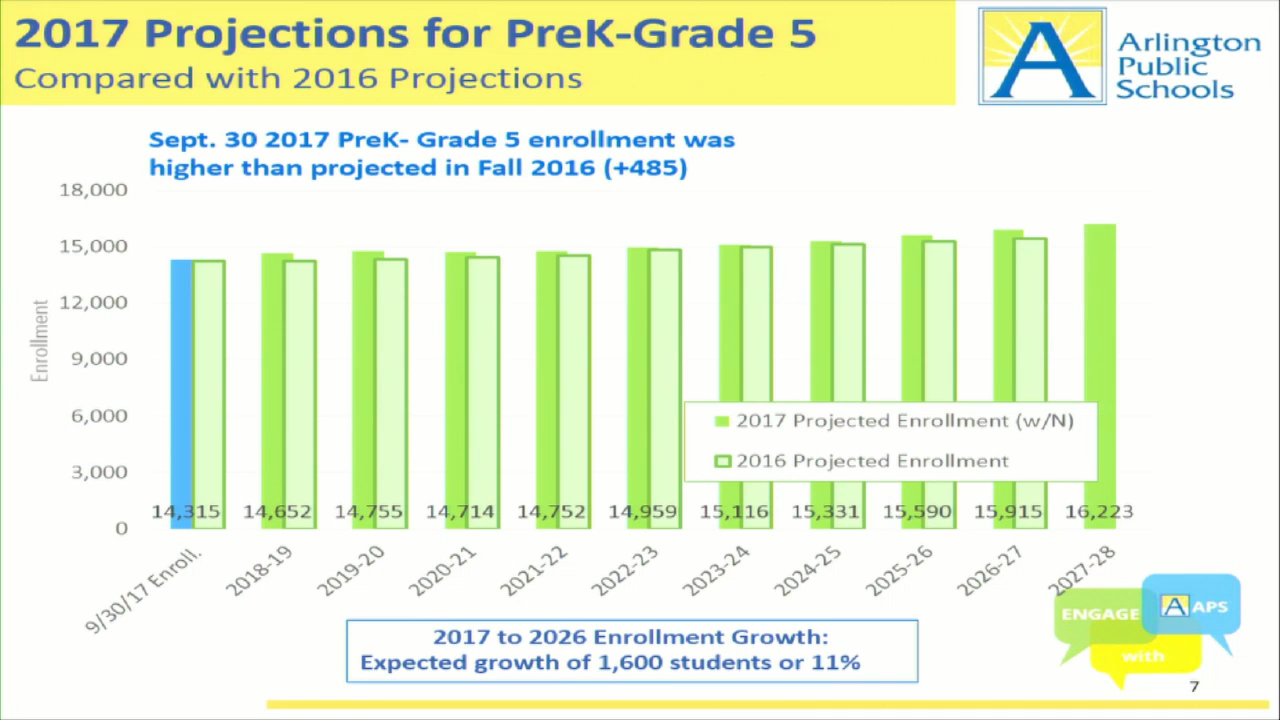 2017 Projections for PreK-Grade 5
Compared with 2016 Projections
Arlington
Public
Schools
Sept. 30 2017 PreK- Grade 5 enrollment was
higher than projected in Fall 2016 (+485)
18,000
15,000
12,000
9,000
6,000
3,000
0
Enrollment
2017 Projected Enrollment (w/N)
2016 Projected Enrollment
14,315 14,652 14,755 14,714 14,752 14,959 15,116 15,331 15,590 15,915 16,223
9/30/17 Enroll. 2018-19 2019-20 2020-21 2021-22 2022-23 2023-24 2024-25 2025-26 2026-27 2027-28
2017 to 2026 Enrollment Growth:
Expected growth of 1,600 students or 11%
ENGAGE
A APS
with
7